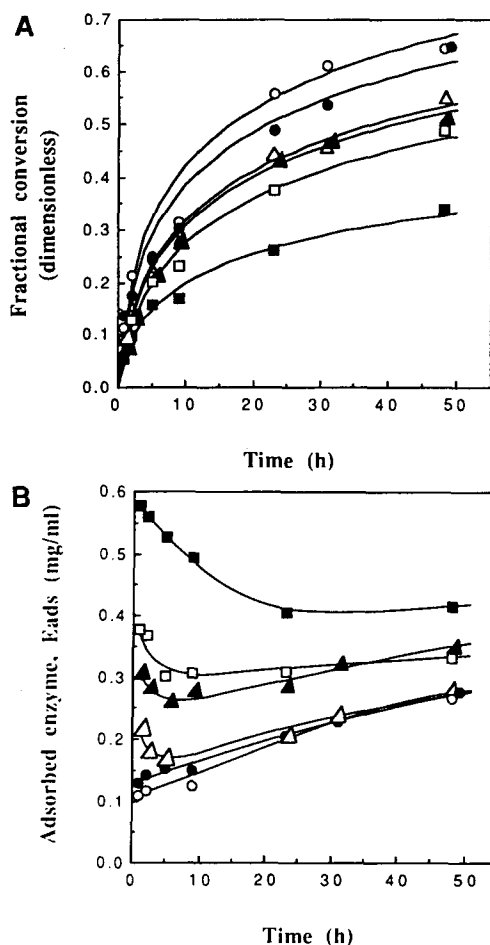 A
Fractional conversion
(dimensionless)
0.7
0.6
0.5
0.4
0.3
0.2
0.1
0.0
0 10 20 30 40 50
Time (h)
B
Adsorbed enzyme, Eads (mg/ml)
0.6
0.5
0.4
0.3
0.2
0.1
0.0
0 10 20 30 40 50
Time (h)